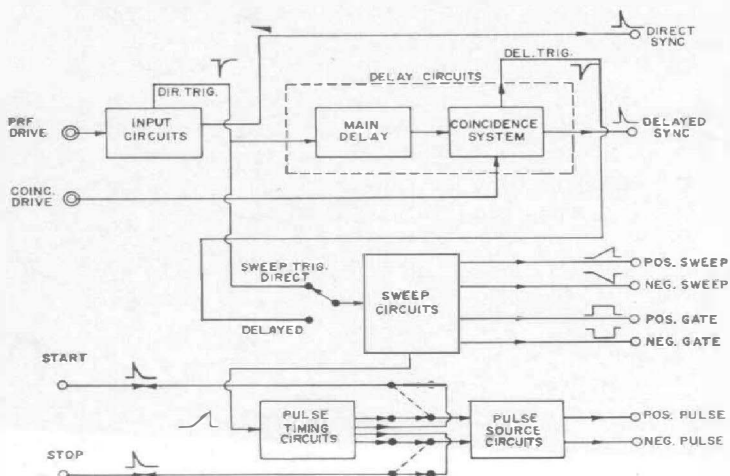 DIRECT
SYNC
DEL. TRIG.
DELAY CIRCUITS
DIR. TRIG.
PRF
DRIVE
INPUT
CIRCUITS
MAIN
DELAY
COINCIDENCE
SYSTEM
DELAYED
SYNC
COINC.
DRIVE
SWEEP TRIG.
DIRECT
DELAYED
SWEEP
CIRCUITS
POS. SWEEP
NEG. SWEEP
POS. GATE
NEG. GATE
START
PULSE
TIMING
CIRCUITS
PULSE
SOURCE
CIRCUITS
POS. PULSE
NEG. PULSE
STOP